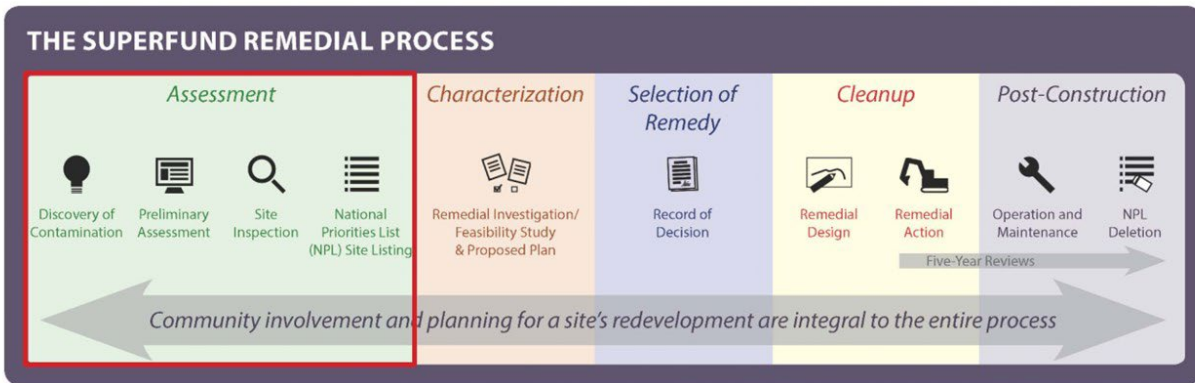 THE SUPERFUND REMEDIAL PROCESS
Assessment
Discovery of
Contamination
Preliminary
Assessment
Site
Inspection
National
Priorities List
(NPL) Site Listing
Characterization
Remedial Investigation/
Feasibility Study
& Proposed Plan
Selection of
Remedy
Record of
Decision
Cleanup
Remedial
Design
Remedial
Action
Post-Construction
Operation and
Maintenance
NPL
Deletion
Five-Year Reviews
Community involvement and planning for a site's redevelopment are integral to the entire process